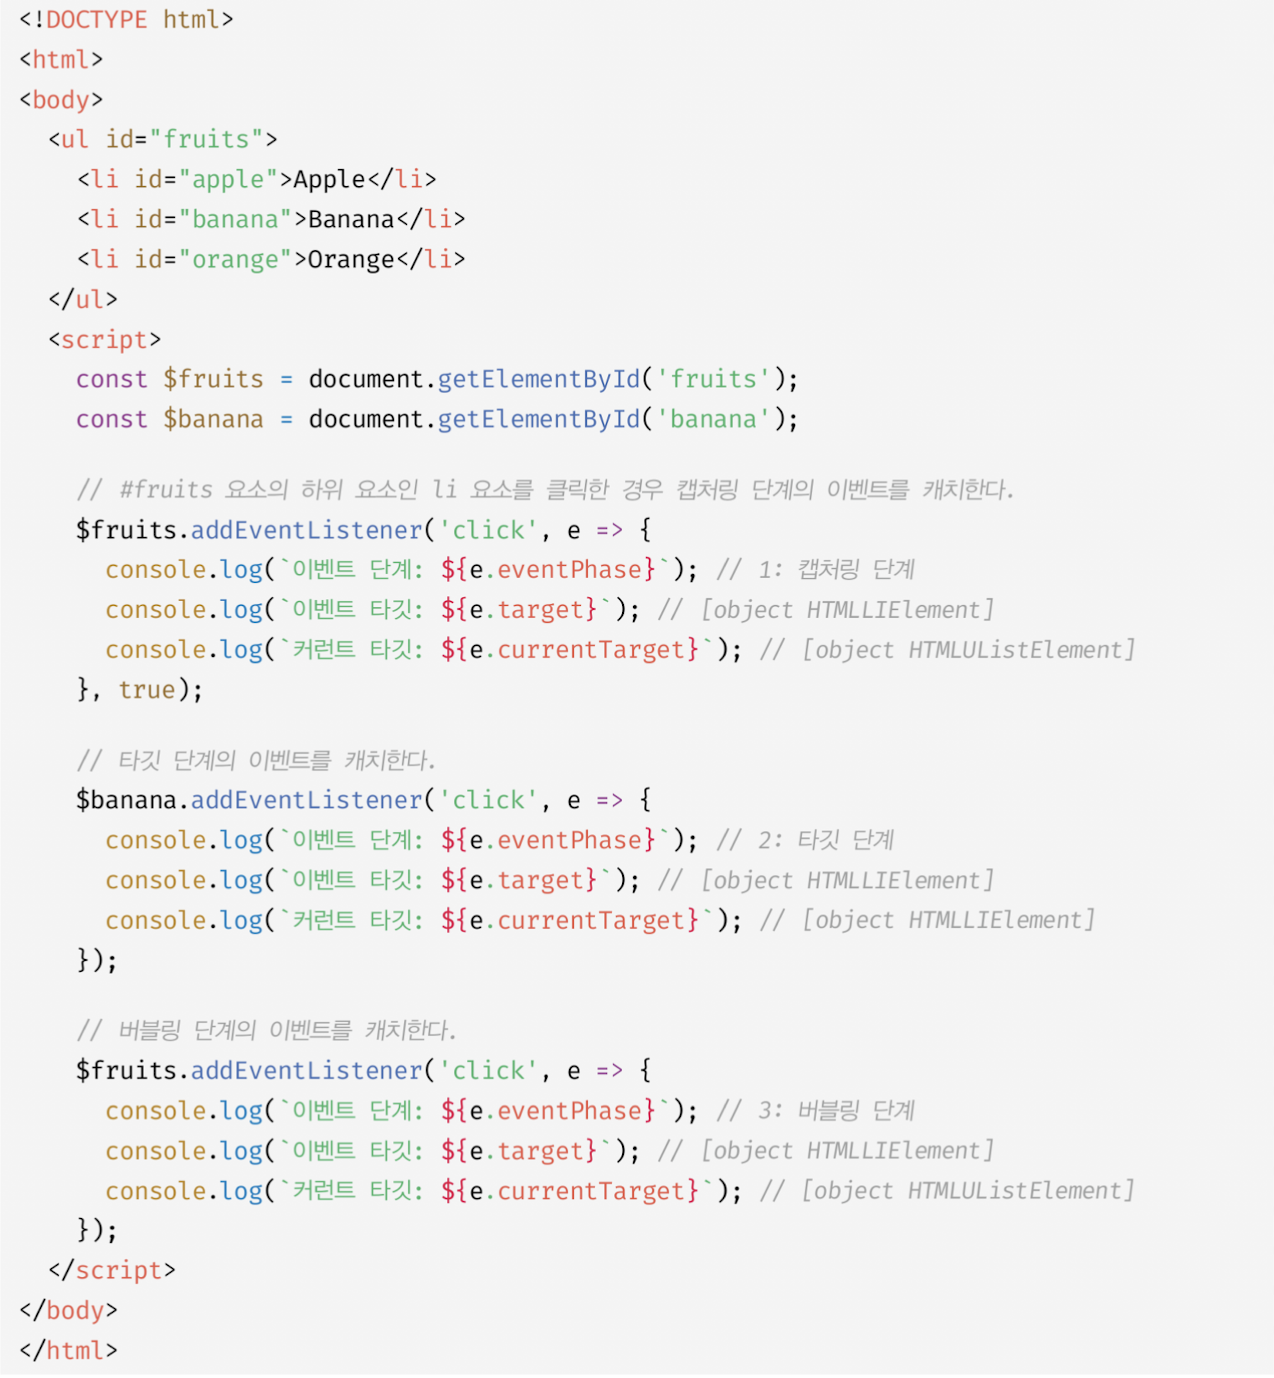 <!DOCTYPE html>
<html>
<body>
  <ul id="fruits">
    <li id="apple">Apple</li>
    <li id="banana">Banana</li>
    <li id="orange">Orange</li>
  </ul>
  <script>
    const $fruits = document.getElementById('fruits');
    const $banana = document.getElementById('banana');

    // #fruits 요소의 하위 요소인 li 요소를 클릭한 경우 캡처링 단계의 이벤트를 캐치한다.
    $fruits.addEventListener('click', e => {
      console.log(`이벤트 단계: ${e.eventPhase}`); // 1: 캡처링 단계
      console.log(`이벤트 타깃: ${e.target}`); // [object HTMLLIElement]
      console.log(`커런트 타깃: ${e.currentTarget}`); // [object HTMLUListElement]
    }, true);

    // 타깃 단계의 이벤트를 캐치한다.
    $banana.addEventListener('click', e => {
      console.log(`이벤트 단계: ${e.eventPhase}`); // 2: 타깃 단계
      console.log(`이벤트 타깃: ${e.target}`); // [object HTMLLIElement]
      console.log(`커런트 타깃: ${e.currentTarget}`); // [object HTMLLIElement]
    });

    // 버블링 단계의 이벤트를 캐치한다.
    $fruits.addEventListener('click', e => {
      console.log(`이벤트 단계: ${e.eventPhase}`); // 3: 버블링 단계
      console.log(`이벤트 타깃: ${e.target}`); // [object HTMLLIElement]
      console.log(`커런트 타깃: ${e.currentTarget}`); // [object HTMLUListElement]
    });
  </script>
</body>
</html>